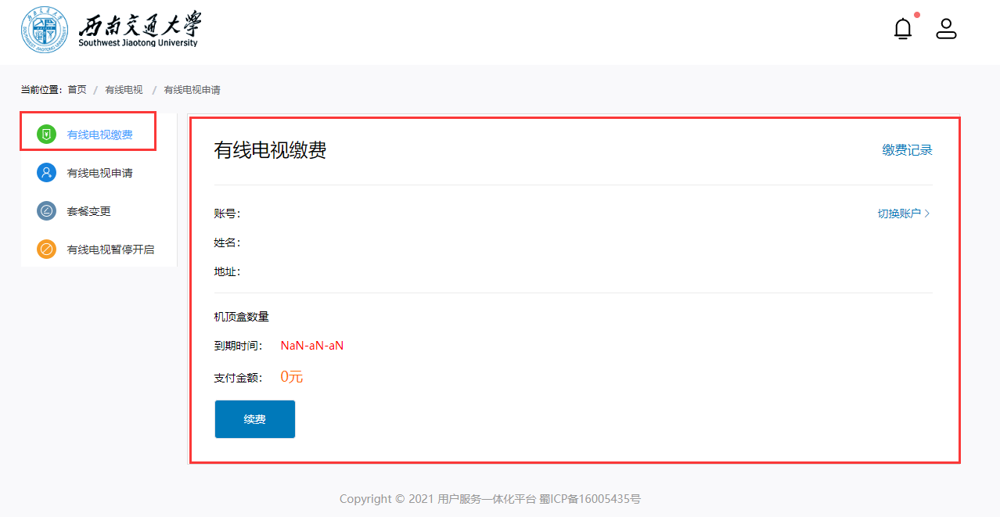 西南交通大学
Southwest Jiaotong University
当前位置：首页 / 有线电视 / 有线电视申请
有线电视缴费
有线电视申请
套餐变更
有线电视暂停开启
有线电视缴费
缴费记录
账号：
切换账户 >
姓名：
地址：
机顶盒数量
到期时间： NaN-aN-aN
支付金额： 0元
续费
Copyright © 2021 用户服务一体化平台 蜀ICP备16005435号